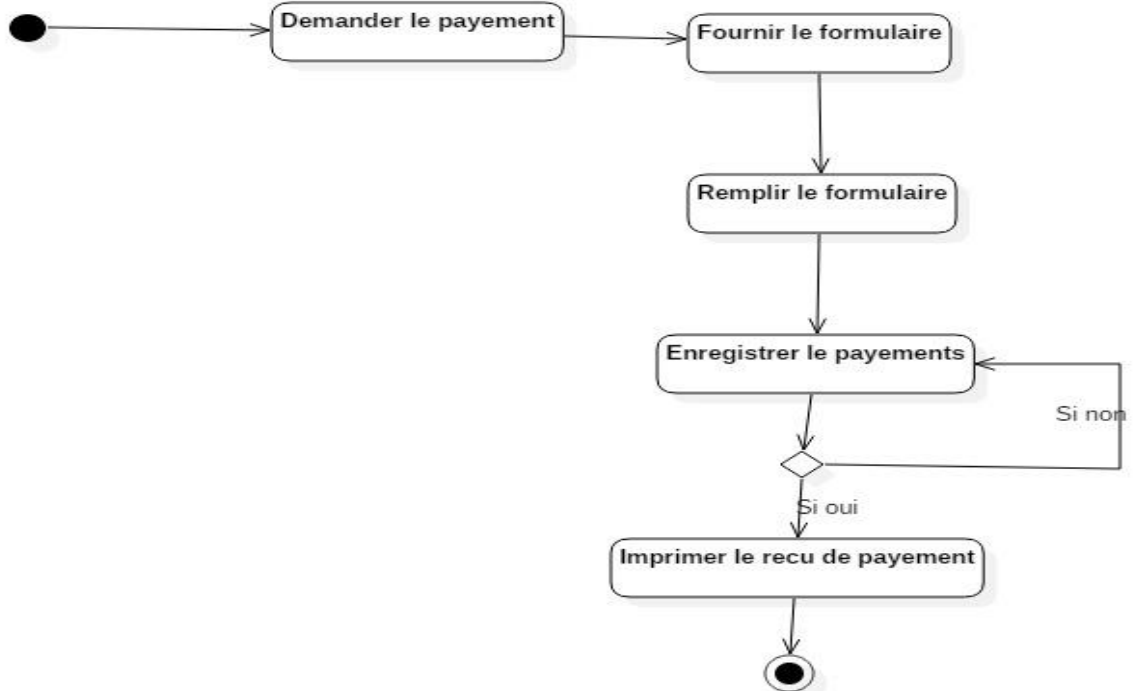 Demander le payement
Fournir le formulaire
Remplir le formulaire
Enregistrer le payements
Si non
Si oui
Imprimer le recu de payement